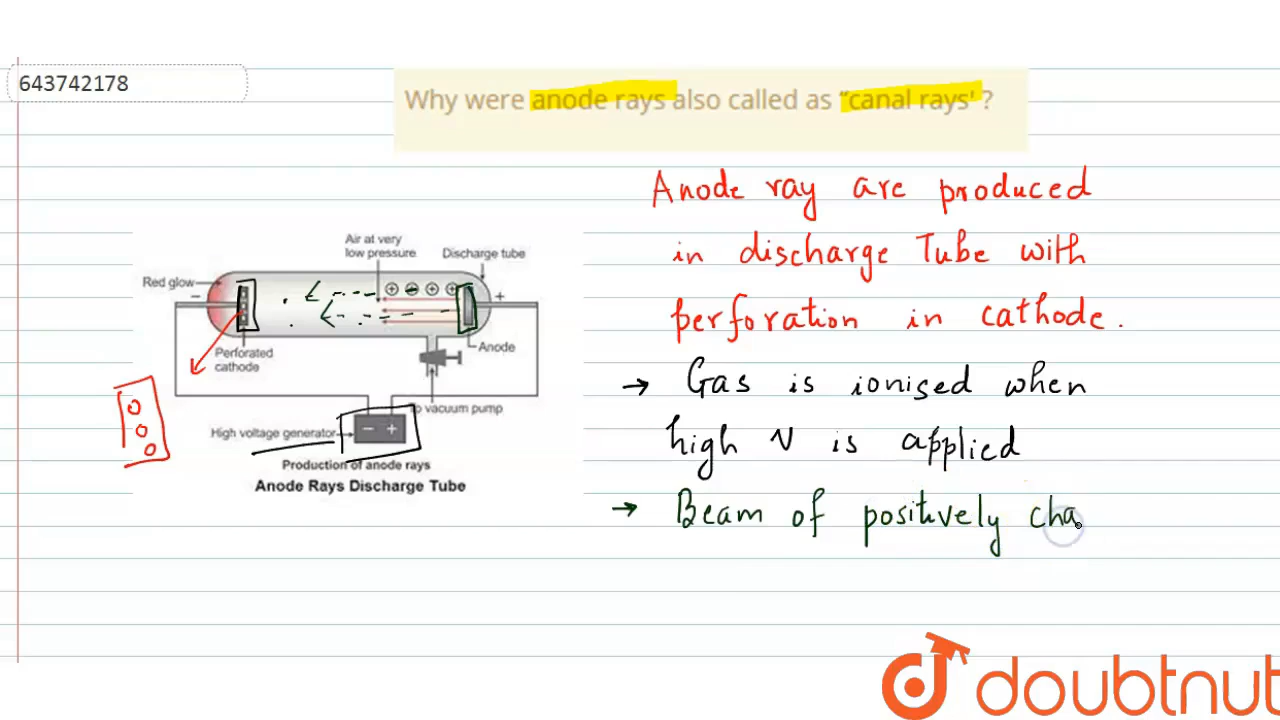 643742178
Why were anode rays also called as “canal rays' ?
Anode ray are produced
in discharge Tube with
perforation in cathode.
→ Gas is ionised when
high V is applied
→ Beam of positively cha
Air at very
low pressure
Discharge tube
Red glow
−
+
Perforated
cathode
Anode
To vacuum pump
High voltage generator
− +
Production of anode rays
Anode Rays Discharge Tube
doubtnut